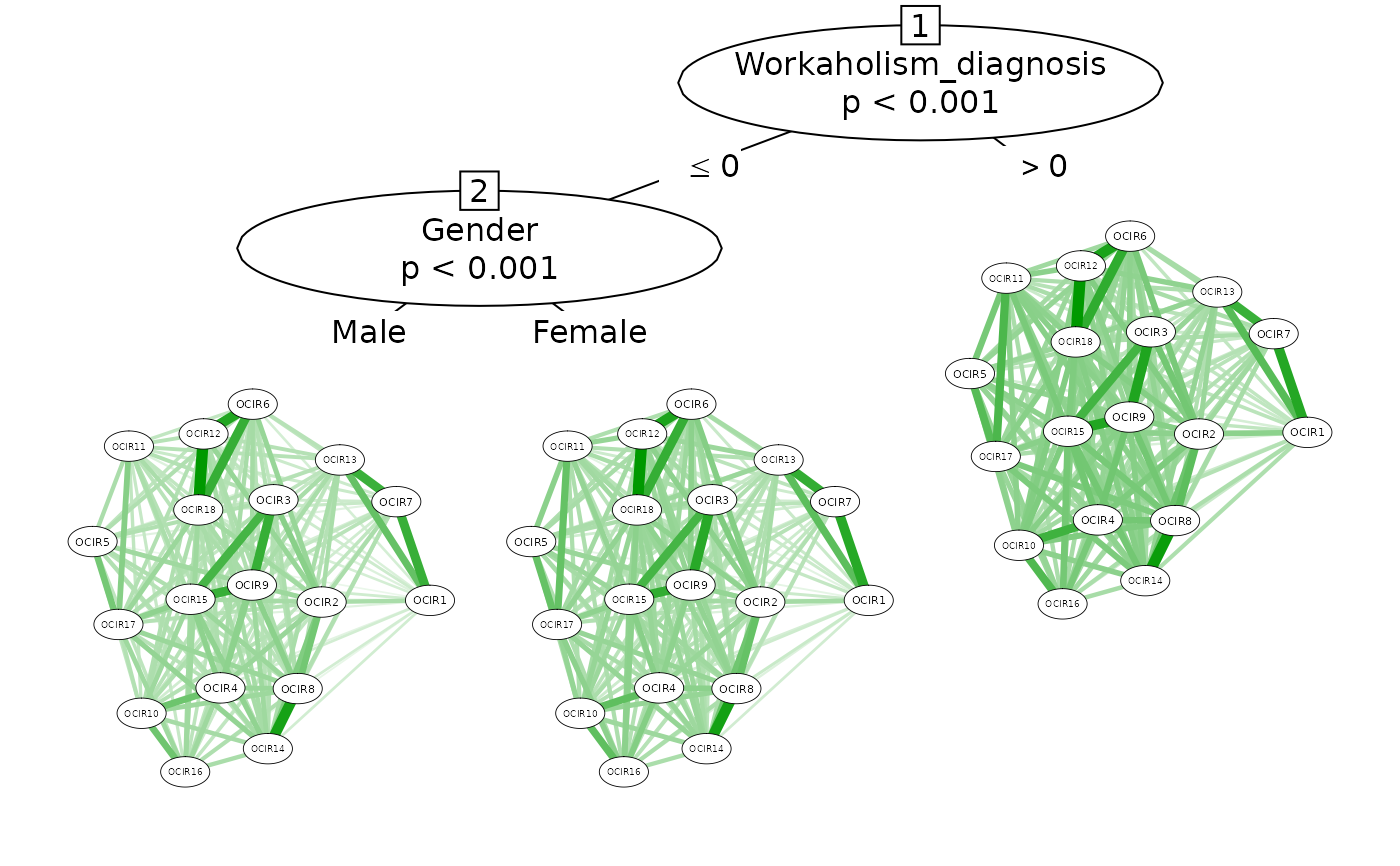 1
Workaholism_diagnosis
p < 0.001
≤ 0
> 0
2
Gender
p < 0.001
Male
Female
OCIR6
OCIR12
OCIR11
OCIR13
OCIR3
OCIR7
OCIR18
OCIR5
OCIR9
OCIR15
OCIR2
OCIR1
OCIR17
OCIR4
OCIR8
OCIR10
OCIR14
OCIR16
OCIR6
OCIR12
OCIR11
OCIR13
OCIR3
OCIR7
OCIR18
OCIR5
OCIR9
OCIR15
OCIR2
OCIR1
OCIR17
OCIR4
OCIR8
OCIR10
OCIR14
OCIR16
OCIR6
OCIR12
OCIR11
OCIR13
OCIR3
OCIR7
OCIR18
OCIR5
OCIR9
OCIR15
OCIR2
OCIR1
OCIR17
OCIR4
OCIR8
OCIR10
OCIR14
OCIR16